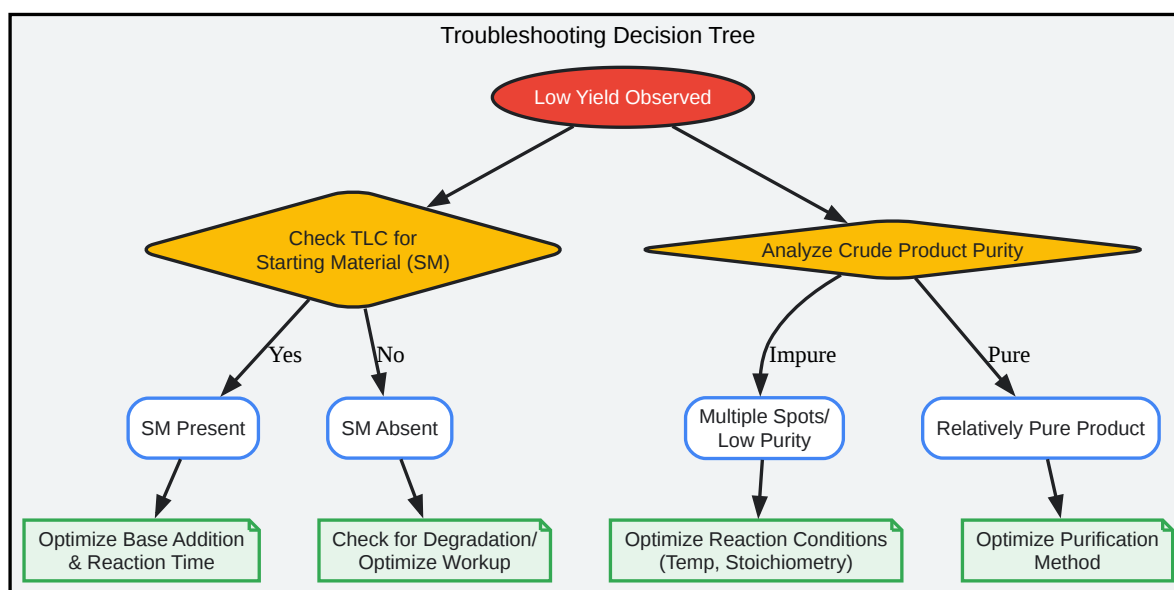 Troubleshooting Decision Tree
Low Yield Observed
Check TLC for
Starting Material (SM)
Analyze Crude Product Purity
Yes
No
Impure
Pure
SM Present
SM Absent
Multiple Spots/
Low Purity
Relatively Pure Product
Optimize Base Addition
& Reaction Time
Check for Degradation/
Optimize Workup
Optimize Reaction Conditions
(Temp, Stoichiometry)
Optimize Purification
Method